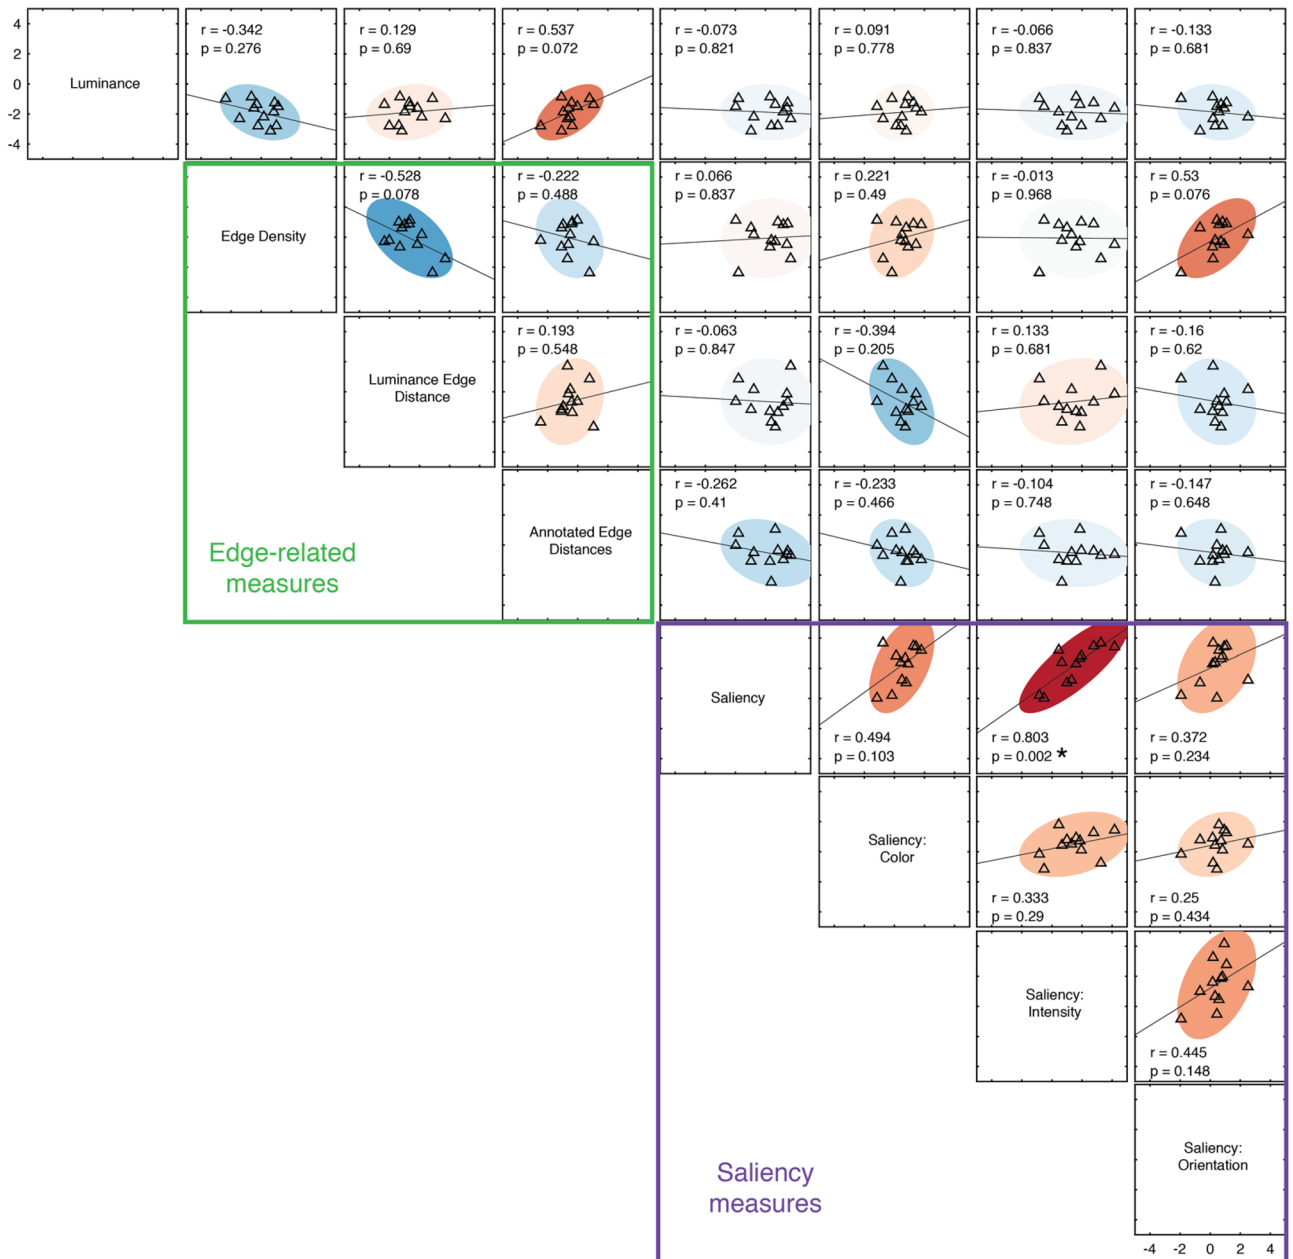 4
2
0
-2
-4
Luminance
r = -0.342
p = 0.276
r = 0.129
p = 0.69
r = 0.537
p = 0.072
r = -0.073
p = 0.821
r = 0.091
p = 0.778
r = -0.066
p = 0.837
r = -0.133
p = 0.681
Edge Density
r = -0.528
p = 0.078
r = -0.222
p = 0.488
r = 0.066
p = 0.837
r = 0.221
p = 0.49
r = -0.013
p = 0.968
r = 0.53
p = 0.076
Luminance Edge
Distance
r = 0.193
p = 0.548
r = -0.063
p = 0.847
r = -0.394
p = 0.205
r = 0.133
p = 0.681
r = -0.16
p = 0.62
Annotated Edge
Distances
r = -0.262
p = 0.41
r = -0.233
p = 0.466
r = -0.104
p = 0.748
r = -0.147
p = 0.648
Edge-related
measures
Saliency
r = 0.494
p = 0.103
r = 0.803
p = 0.002 *
r = 0.372
p = 0.234
Saliency:
Color
r = 0.333
p = 0.29
r = 0.25
p = 0.434
Saliency:
Intensity
r = 0.445
p = 0.148
Saliency:
Orientation
Saliency
measures
-4 -2 0 2 4